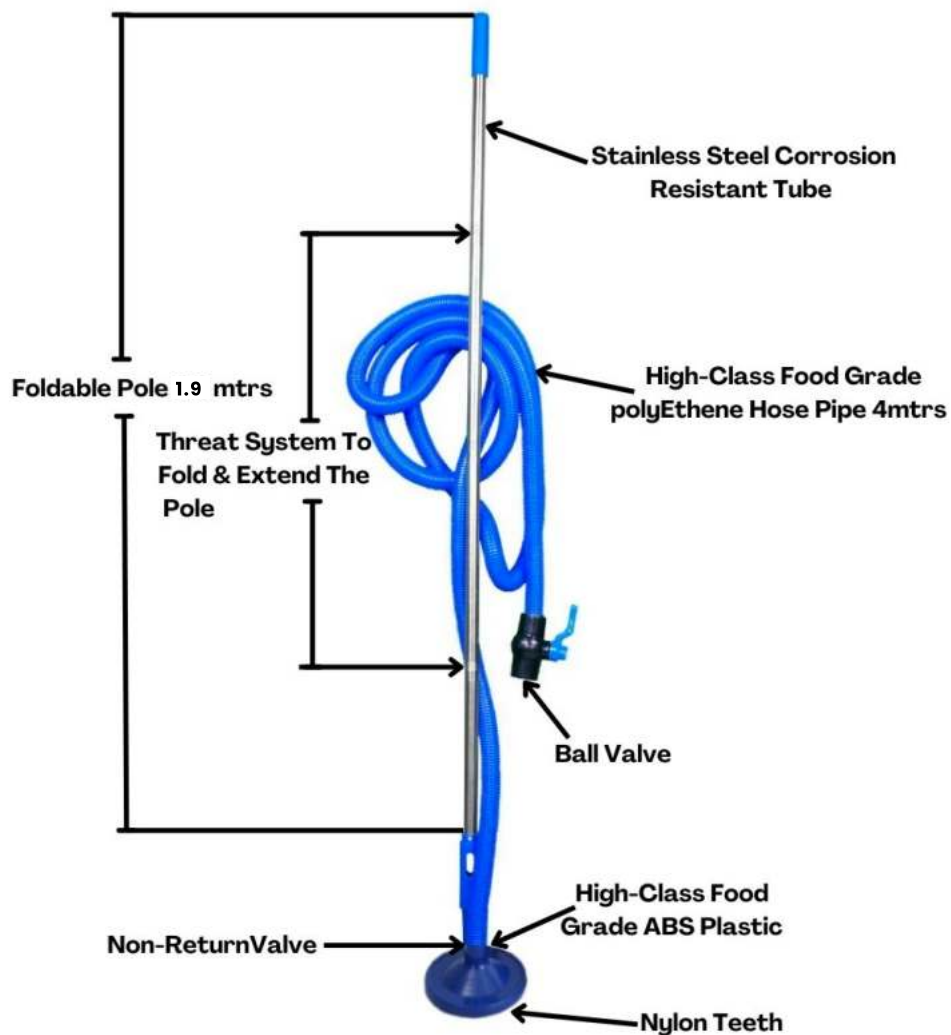 Stainless Steel Corrosion
Resistant Tube
High-Class Food Grade
polyEthene Hose Pipe 4mtrs
Foldable Pole 1.9 mtrs
Threat System To
Fold & Extend The
Pole
Ball Valve
High-Class Food
Grade ABS Plastic
Non-ReturnValve
Nylon Teeth